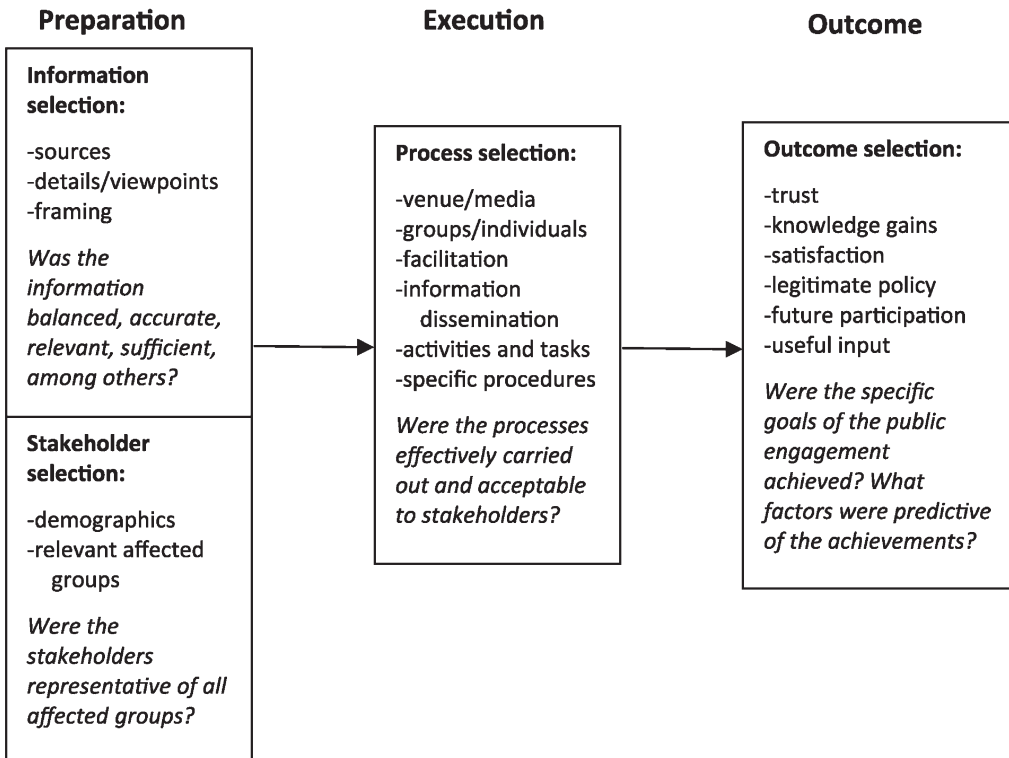 Preparation
Information
selection:
-sources
-details/viewpoints
-framing
Was the
information
balanced, accurate,
relevant, sufficient,
among others?
Stakeholder
selection:
-demographics
-relevant affected
groups
Were the
stakeholders
representative of all
affected groups?
Execution
Process selection:
-venue/media
-groups/individuals
-facilitation
-information
dissemination
-activities and tasks
-specific procedures
Were the processes
effectively carried
out and acceptable
to stakeholders?
Outcome
Outcome selection:
-trust
-knowledge gains
-satisfaction
-legitimate policy
-future participation
-useful input
Were the specific
goals of the public
engagement
achieved? What
factors were predictive
of the achievements?